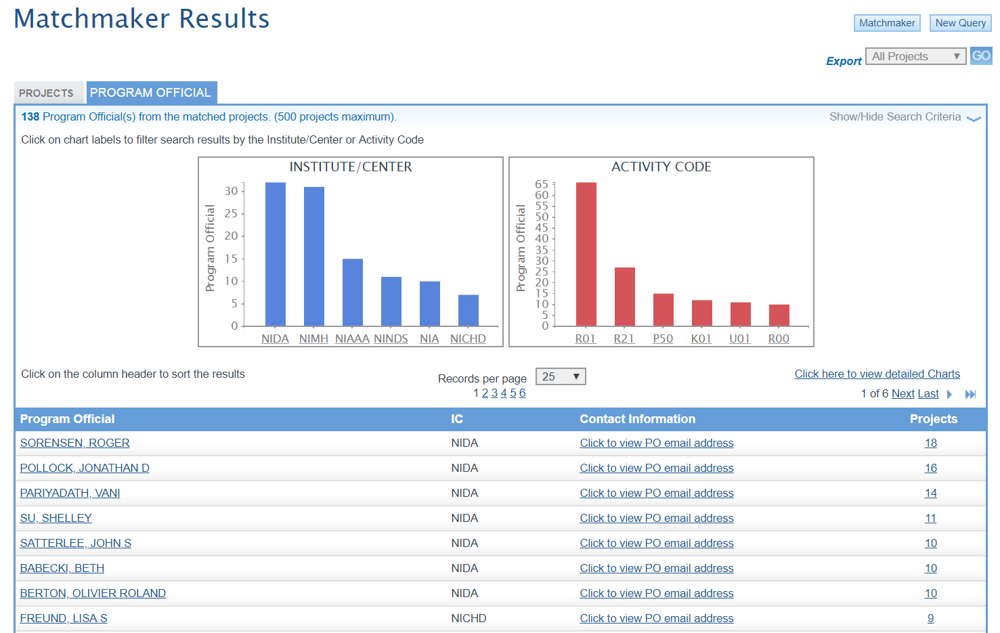 Matchmaker Results
Matchmaker New Query
Export All Projects GO
PROJECTS PROGRAM OFFICIAL
138 Program Official(s) from the matched projects. (500 projects maximum).
Show/Hide Search Criteria
Click on chart labels to filter search results by the Institute/Center or Activity Code
INSTITUTE/CENTER
Program Official
30
25
20
15
10
5
0
NIDA NIMH NIAAA NINDS NIA NICHD
ACTIVITY CODE
Program Official
65
60
55
50
45
40
35
30
25
20
15
10
5
0
R01 R21 P50 K01 U01 R00
Click on the column header to sort the results
Records per page 25
1 2 3 4 5 6
Click here to view detailed Charts
1 of 6 Next Last
Program Official IC Contact Information Projects
SORENSEN, ROGER NIDA Click to view PO email address 18
POLLOCK, JONATHAN D NIDA Click to view PO email address 16
PARIYADATH, VANI NIDA Click to view PO email address 14
SU, SHELLEY NIDA Click to view PO email address 11
SATTERLEE, JOHN S NIDA Click to view PO email address 10
BABECKI, BETH NIDA Click to view PO email address 10
BERTON, OLIVIER ROLAND NIDA Click to view PO email address 10
FREUND, LISA S NICHD Click to view PO email address 9